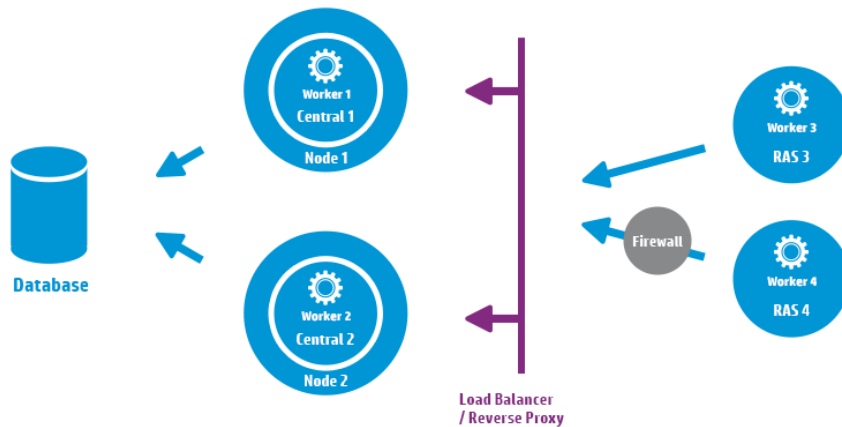 Worker 1
Central 1
Node 1
Worker 3
RAS 3
Firewall
Database
Worker 4
RAS 4
Worker 2
Central 2
Node 2
Load Balancer
/ Reverse Proxy